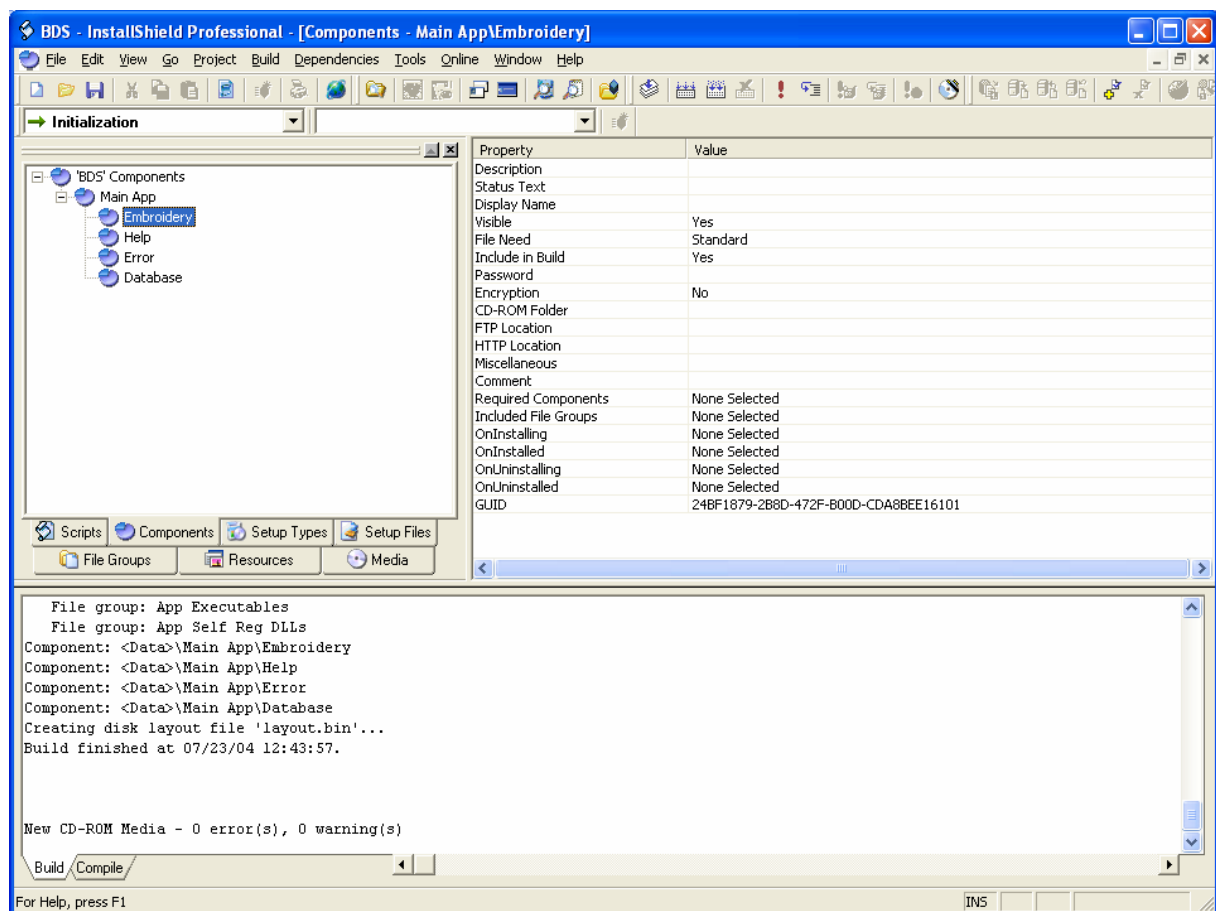 BDS - InstallShield Professional - [Components - Main App\Embroidery]
File Edit View Go Project Build Dependencies Tools Online Window Help
Initialization
'BDS' Components
Main App
Embroidery
Help
Error
Database
Scripts Components Setup Types Setup Files
File Groups Resources Media
Property Value
Description
Status Text
Display Name
Visible Yes
File Need Standard
Include in Build Yes
Password
Encryption No
CD-ROM Folder
FTP Location
HTTP Location
Miscellaneous
Comment
Required Components None Selected
Included File Groups None Selected
OnInstalling None Selected
OnInstalled None Selected
OnUninstalling None Selected
OnUninstalled None Selected
GUID 24BF1879-2B8D-472F-B00D-CDA8BEE16101
File group: App Executables
File group: App Self Reg DLLs
Component: <Data>\Main App\Embroidery
Component: <Data>\Main App\Help
Component: <Data>\Main App\Error
Component: <Data>\Main App\Database
Creating disk layout file 'layout.bin'...
Build finished at 07/23/04 12:43:57.
New CD-ROM Media - 0 error(s), 0 warning(s)
Build Compile
For Help, press F1
INS